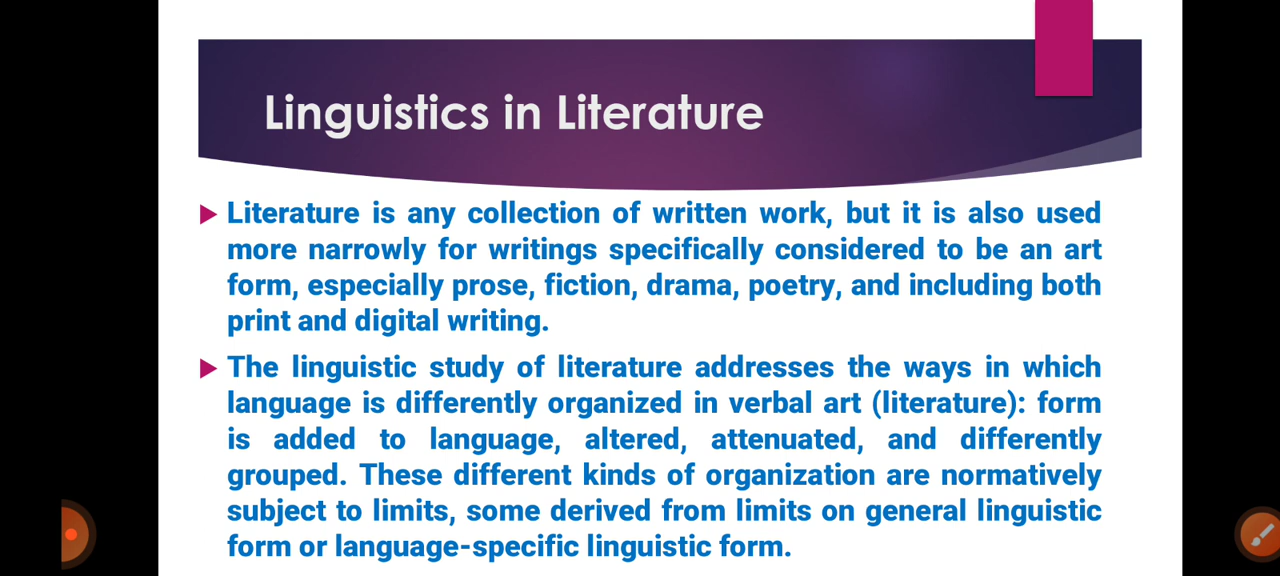 Linguistics in Literature
Literature is any collection of written work, but it is also used
more narrowly for writings specifically considered to be an art
form, especially prose, fiction, drama, poetry, and including both
print and digital writing.
The linguistic study of literature addresses the ways in which
language is differently organized in verbal art (literature): form
is added to language, altered, attenuated, and differently
grouped. These different kinds of organization are normatively
subject to limits, some derived from limits on general linguistic
form or language-specific linguistic form.